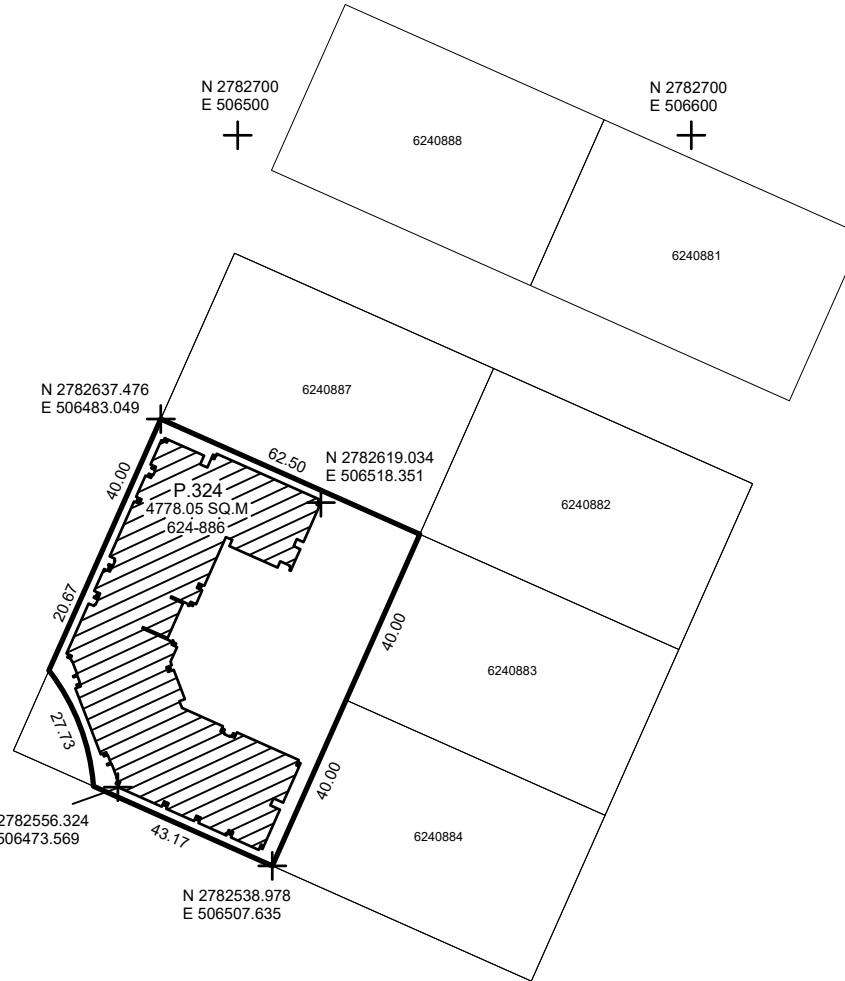 N 2782700
E 506500
N 2782700
E 506600
6240888
6240881
N 2782637.476
E 506483.049
6240887
62.50
N 2782619.034
E 506518.351
40.00
P.324
4778.05 SQ.M
624-886
6240882
20.67
40.00
6240883
27.73
40.00
2782556.324
506473.569
43.17
6240884
N 2782538.978
E 506507.635